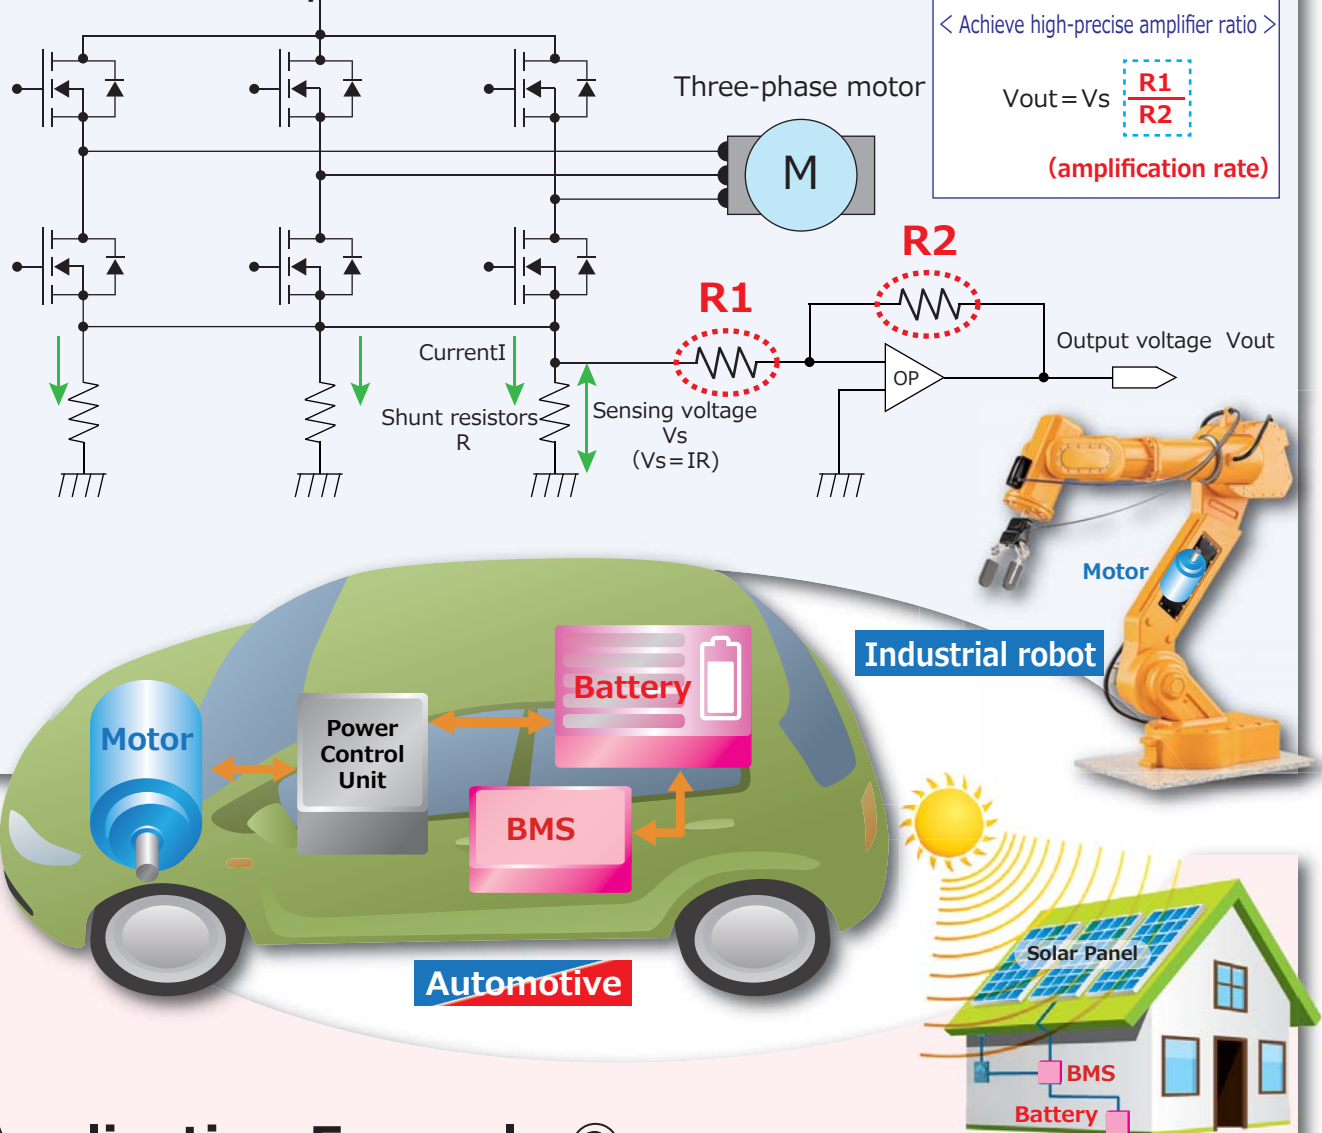 < Achieve high-precise amplifier ratio >
Vout=Vs R1
R2
(amplification rate)
Three-phase motor
M
R2
R1
Output voltage Vout
OP
CurrentI
Shunt resistors
R
Sensing voltage
Vs
(Vs=IR)
Motor
Industrial robot
Motor
Power
Control
Unit
Battery
BMS
Automotive
Solar Panel
BMS
Battery